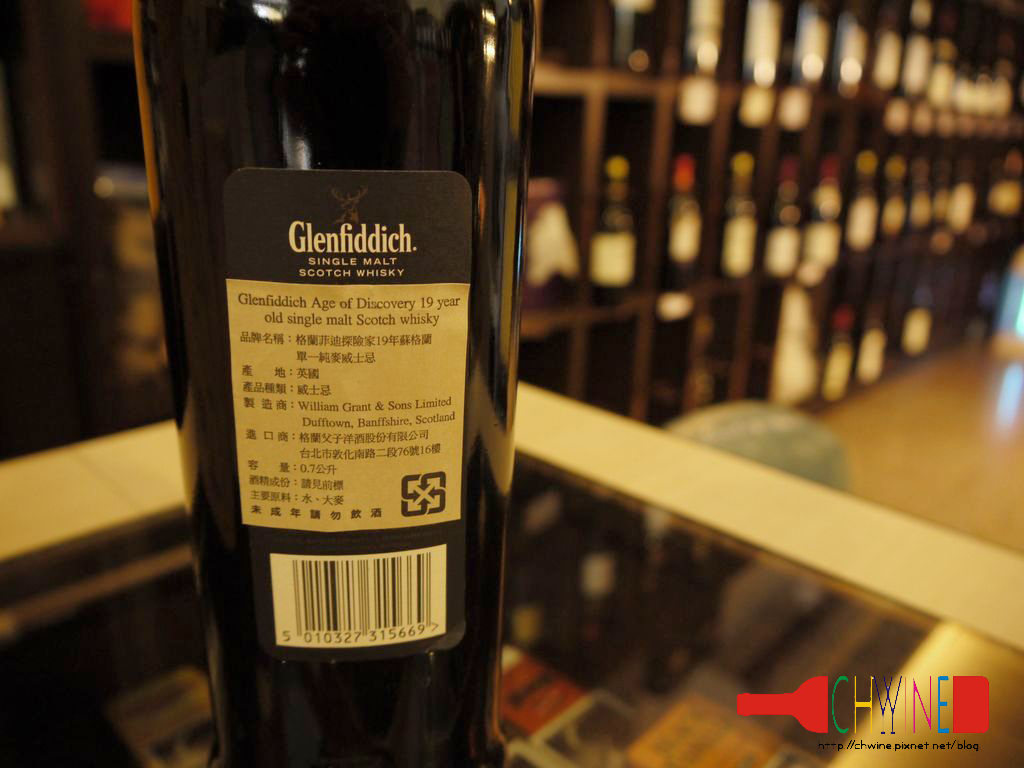 Glenfiddich.
SINGLE MALT
SCOTCH WHISKY
Glenfiddich Age of Discovery 19 year
old single malt Scotch whisky
品牌名稱：格蘭菲迪探險家19年蘇格蘭
單一純麥威士忌
產 地：英國
產品種類：威士忌
製 造 商：William Grant & Sons Limited
Dufftown, Banffshire, Scotland
進 口 商：格蘭父子洋酒股份有限公司
台北市敦化南路二段76號16樓
容 量：0.7公升
酒精成份：請見前標
主要原料：水、大麥
未 成 年 請 勿 飲 酒
5 010327 315669 >
CHWINE
http://chwine.pixnet.net/blog